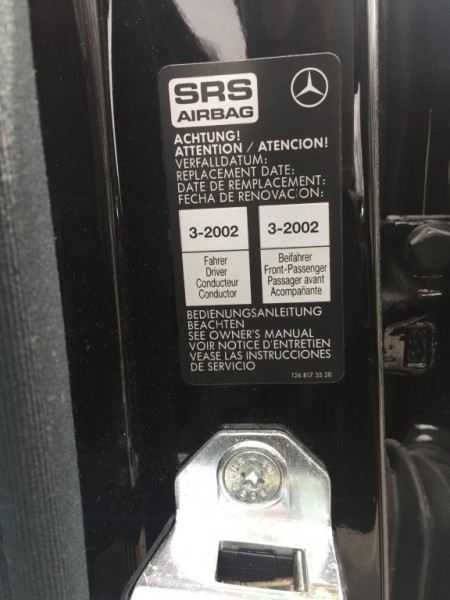 SRS
AIRBAG
ACHTUNG!
ATTENTION / ATENCION!
VERFALLDATUM:
REPLACEMENT DATE:
DATE DE REMPLACEMENT:
FECHA DE RENOVACION:
3-2002 3-2002
Fahrer
Driver
Conducteur
Conductor
Beifahrer
Front-Passenger
Passager avant
Acompañante
BEDIENUNGSANLEITUNG
BEACHTEN
SEE OWNER'S MANUAL
VOIR NOTICE D'ENTRETIEN
VEASE LAS INSTRUCCIONES
DE SERVICIO
126 817 35 20